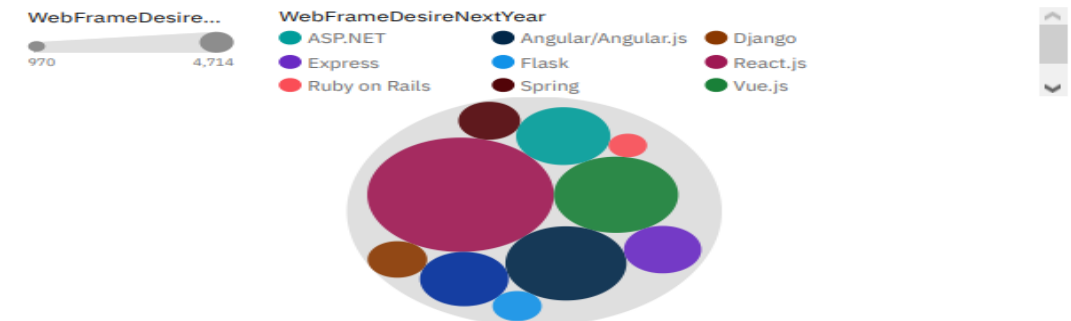 WebFrameDesire...
970 4,714
WebFrameDesireNextYear
ASP.NET Angular/Angular.js Django
Express Flask React.js
Ruby on Rails Spring Vue.js